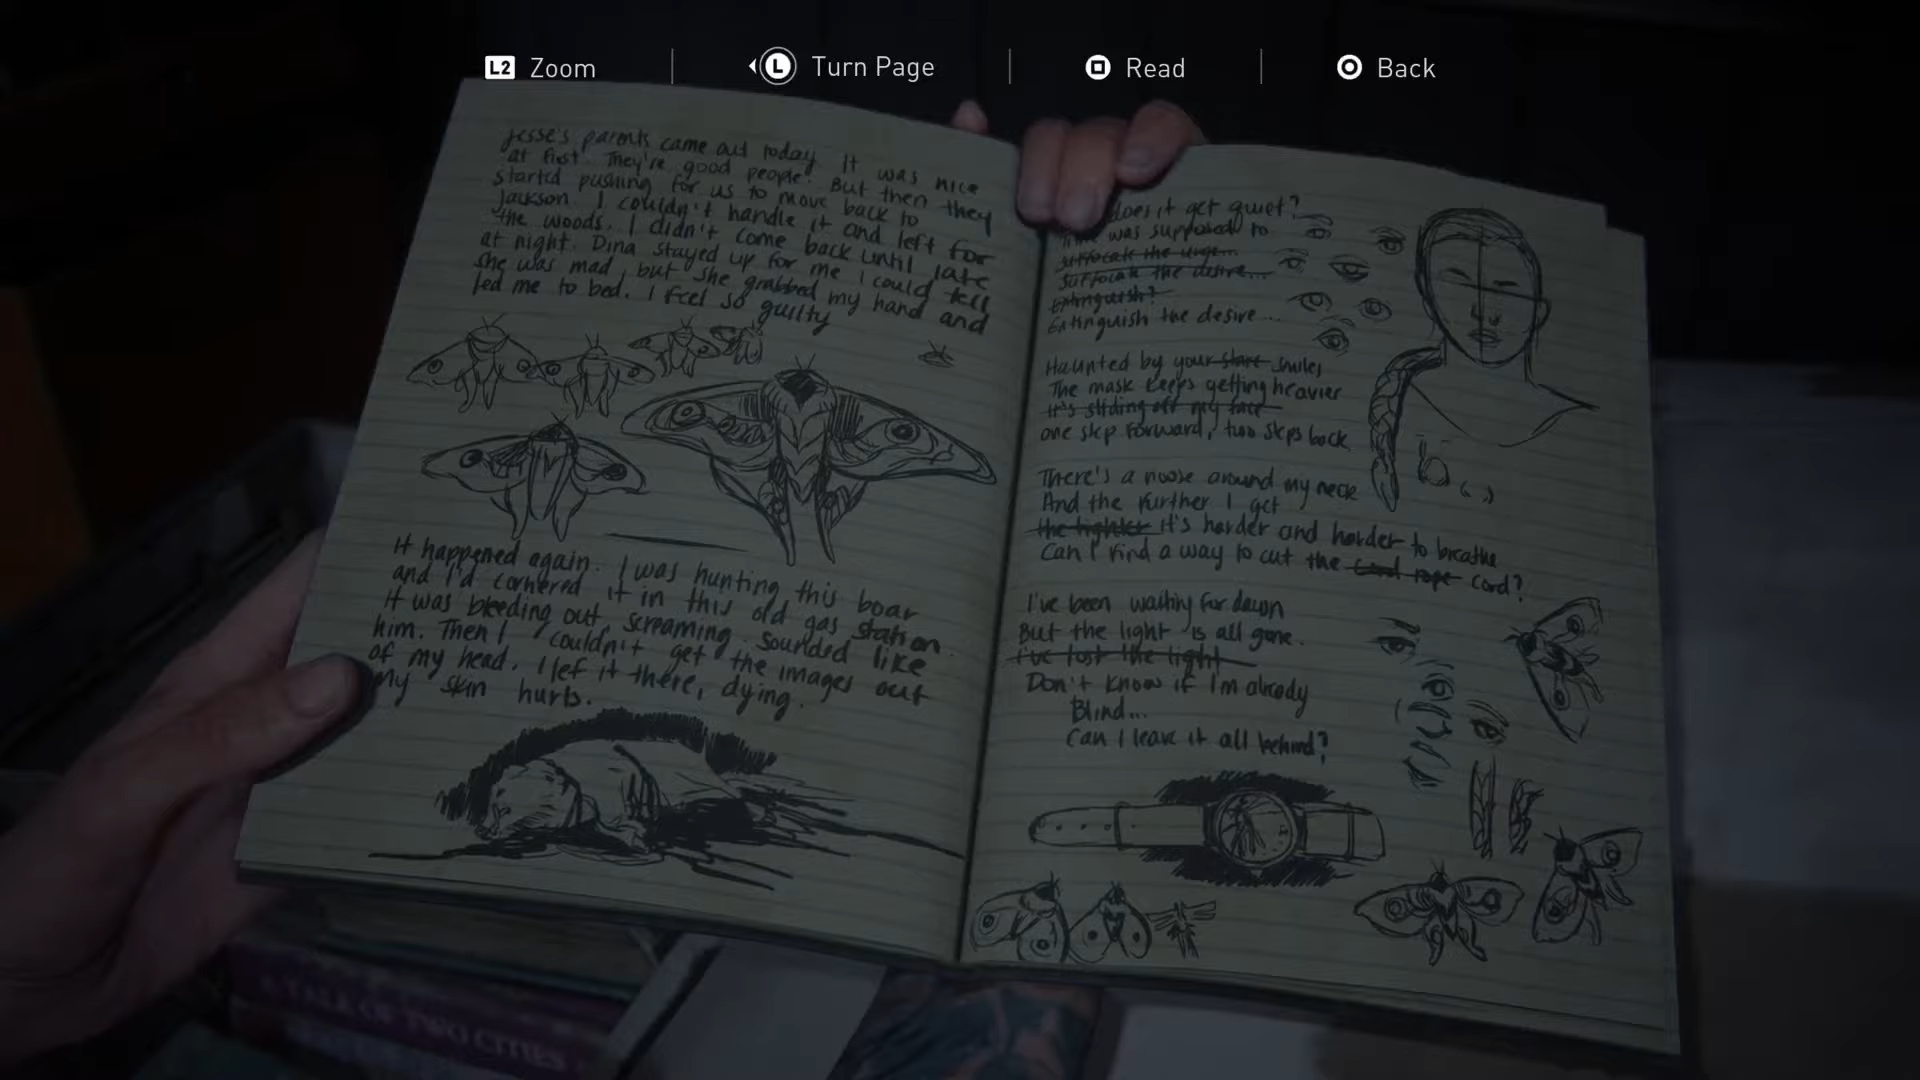 L2 Zoom
L Turn Page
Read
Back
Jesse's parents came out today. It was nice
at first. They're good people. But then they
started pushing for us to move back to
Jackson. I couldn't handle it and left for
the woods. I didn't come back until late
at night. Dina stayed up for me I could tell
she was mad, but she grabbed my hand and
led me to bed. I feel so guilty
It happened again. I was hunting this boar
and I'd cornered it in this old gas station.
It was bleeding out, screaming. Sounded like
him. Then I couldn't get the images out
of my head. I left it there, dying.
My skin hurts.
does it get quiet?
was supposed to
suffocate the urge...
suffocate the desire...
Extinguish?
Extinguish the desire...
Haunted by your stare smiles
The mask keeps getting heavier
It's sliding off my face
one step forward, two steps back
There's a noose around my neck
And the further I get
the tighter it's harder and harder to breathe
Can I find a way to cut the cord rope cord?
I've been waiting for dawn
But the light is all gone.
I've lost the light
Don't know if I'm already
Blind...
Can I leave it all behind?
A TALE OF TWO CITIES